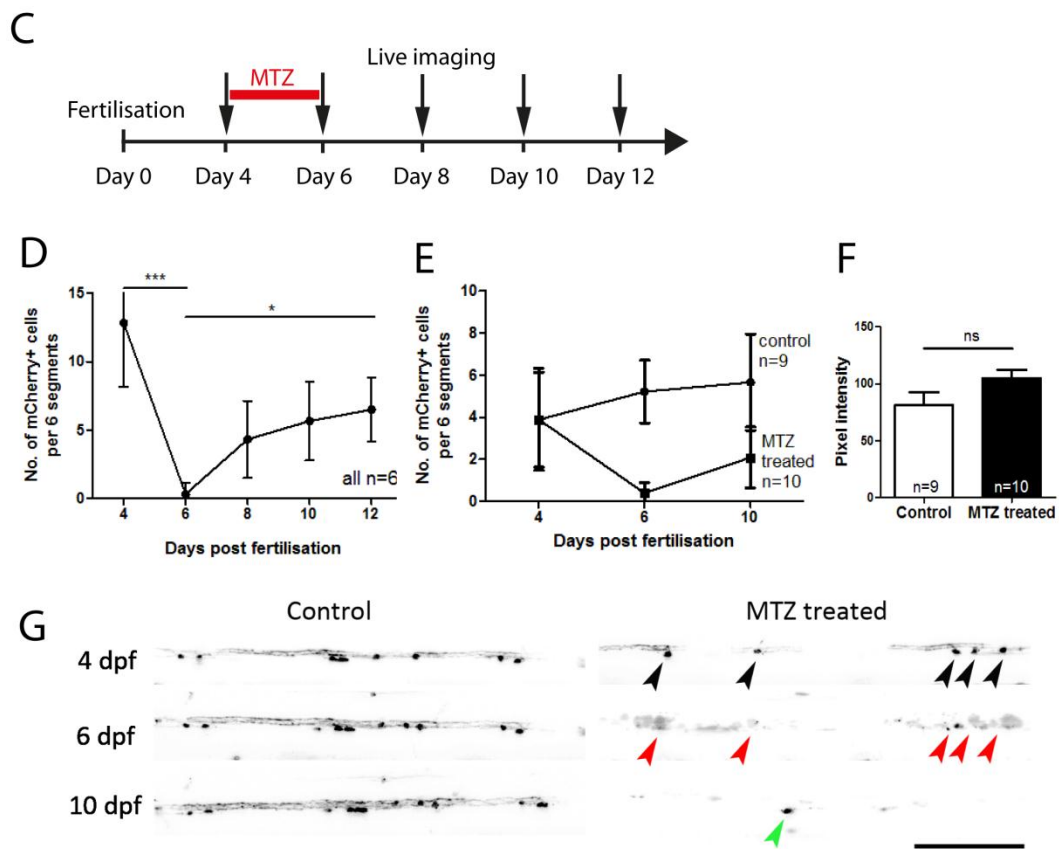 C
Live imaging
MTZ
Fertilisation
Day 0 Day 4 Day 6 Day 8 Day 10 Day 12
D
***
*
15
10
5
0
No. of mCherry+ cells
per 6 segments
all n=6
4 6 8 10 12
Days post fertilisation
E
10
8
6
4
2
0
No. of mCherry+ cells
per 6 segments
control
n=9
MTZ
treated
n=10
4 6 10
Days post fertilisation
F
150
100
50
0
Pixel intensity
ns
n=9 n=10
Control MTZ treated
G
Control MTZ treated
4 dpf
6 dpf
10 dpf